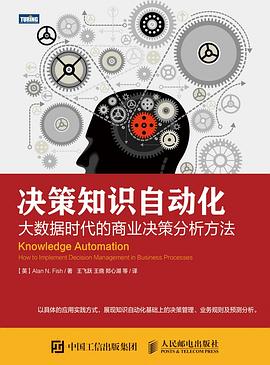 TURING
决策知识自动化
大数据时代的商业决策分析方法
Knowledge Automation
How to Implement Decision Management in Business Processes
[英] Alan N. Fish / 著 王飞跃 王晓 郑心湖 等 / 译
以具体的应用实践方式，展现知识自动化基础上的决策管理、业务规则及预测分析。
中国工信出版集团
人民邮电出版社
POSTS & TELECOM PRESS